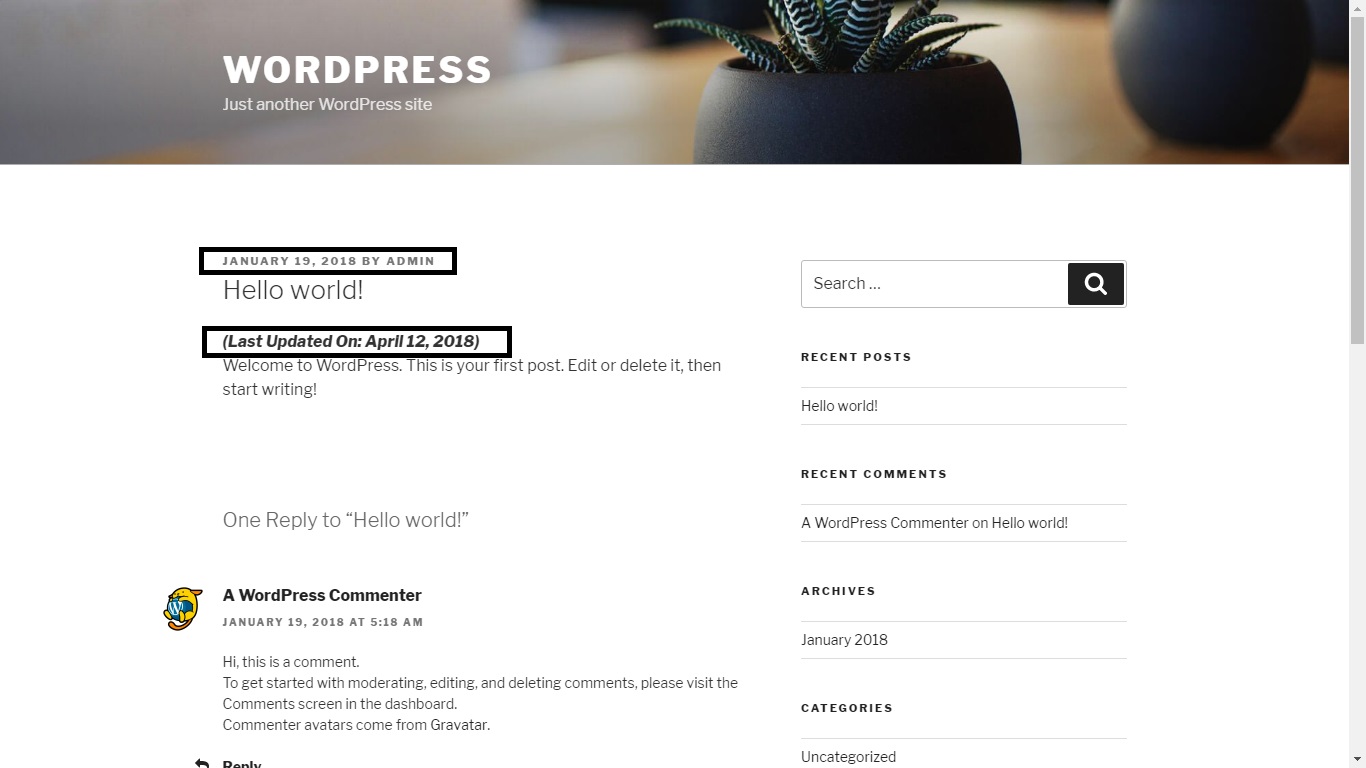 WORDPRESS
Just another WordPress site
JANUARY 19, 2018 BY ADMIN
Hello world!
(Last Updated On: April 12, 2018)
Welcome to WordPress. This is your first post. Edit or delete it, then
start writing!
One Reply to “Hello world!”
A WordPress Commenter
JANUARY 19, 2018 AT 5:18 AM
Hi, this is a comment.
To get started with moderating, editing, and deleting comments, please visit the
Comments screen in the dashboard.
Commenter avatars come from Gravatar.
Reply
Search …
RECENT POSTS
Hello world!
RECENT COMMENTS
A WordPress Commenter on Hello world!
ARCHIVES
January 2018
CATEGORIES
Uncategorized